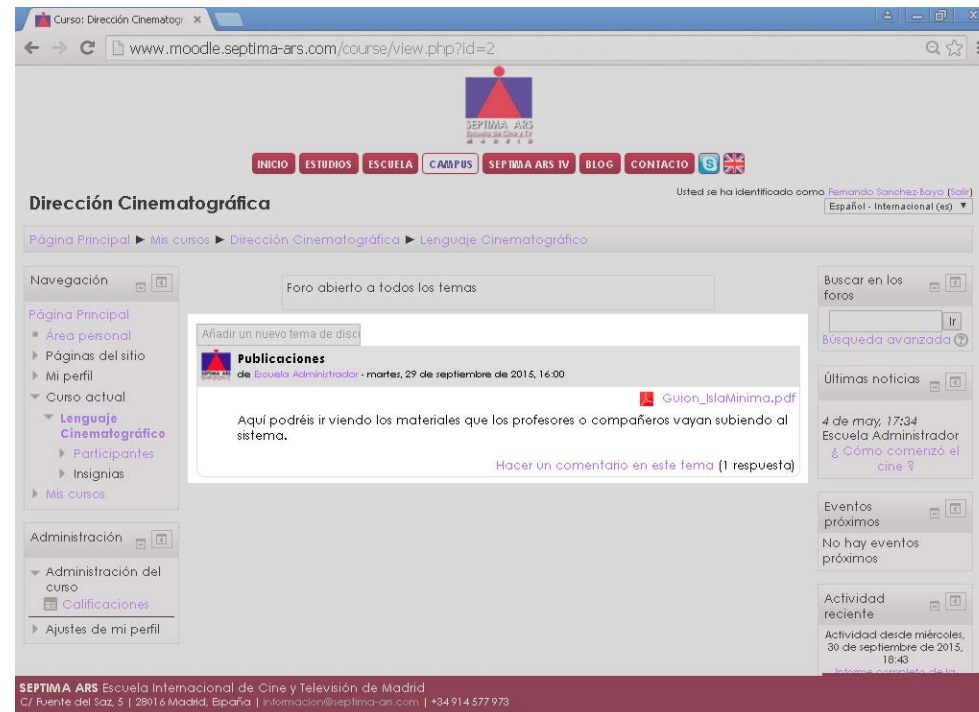 Curso: Dirección Cinematogr
www.moodle.septima-ars.com/course/view.php?id=2
SEPTIMA ARS
Escuela de Cine y TV
M A D R I D
INICIO ESTUDIOS ESCUELA CAMPUS SEPTIMA ARS TV BLOG CONTACTO
Usted se ha identificado como Fernando Sanchez-Bayo (Salir)
Español - Internacional (es)
Dirección Cinematográfica
Página Principal ► Mis cursos ► Dirección Cinematográfica ► Lenguaje Cinematográfico
Navegación
Página Principal
Área personal
Páginas del sitio
Mi perfil
Curso actual
Lenguaje
Cinematográfico
Participantes
Insignias
Mis cursos
Administración
Administración del
curso
Calificaciones
Ajustes de mi perfil
Foro abierto a todos los temas
Añadir un nuevo tema de discu
Publicaciones
de Escuela Administrador - martes, 29 de septiembre de 2015, 16:00
Guion_IslaMinima.pdf
Aquí podréis ir viendo los materiales que los profesores o compañeros vayan subiendo al
sistema.
Hacer un comentario en este tema (1 respuesta)
Buscar en los
foros
Ir
Búsqueda avanzada
Últimas noticias
4 de may, 17:34
Escuela Administrador
¿ Cómo comenzó el
cine ?
Eventos
próximos
No hay eventos
próximos
Actividad
reciente
Actividad desde miércoles,
30 de septiembre de 2015,
18:43
Informe completo de la
SEPTIMA ARS Escuela Internacional de Cine y Televisión de Madrid
C/ Fuente del Saz, 5 | 28016 Madrid, España | informacion@septima-ars.com | +34 914 577 973